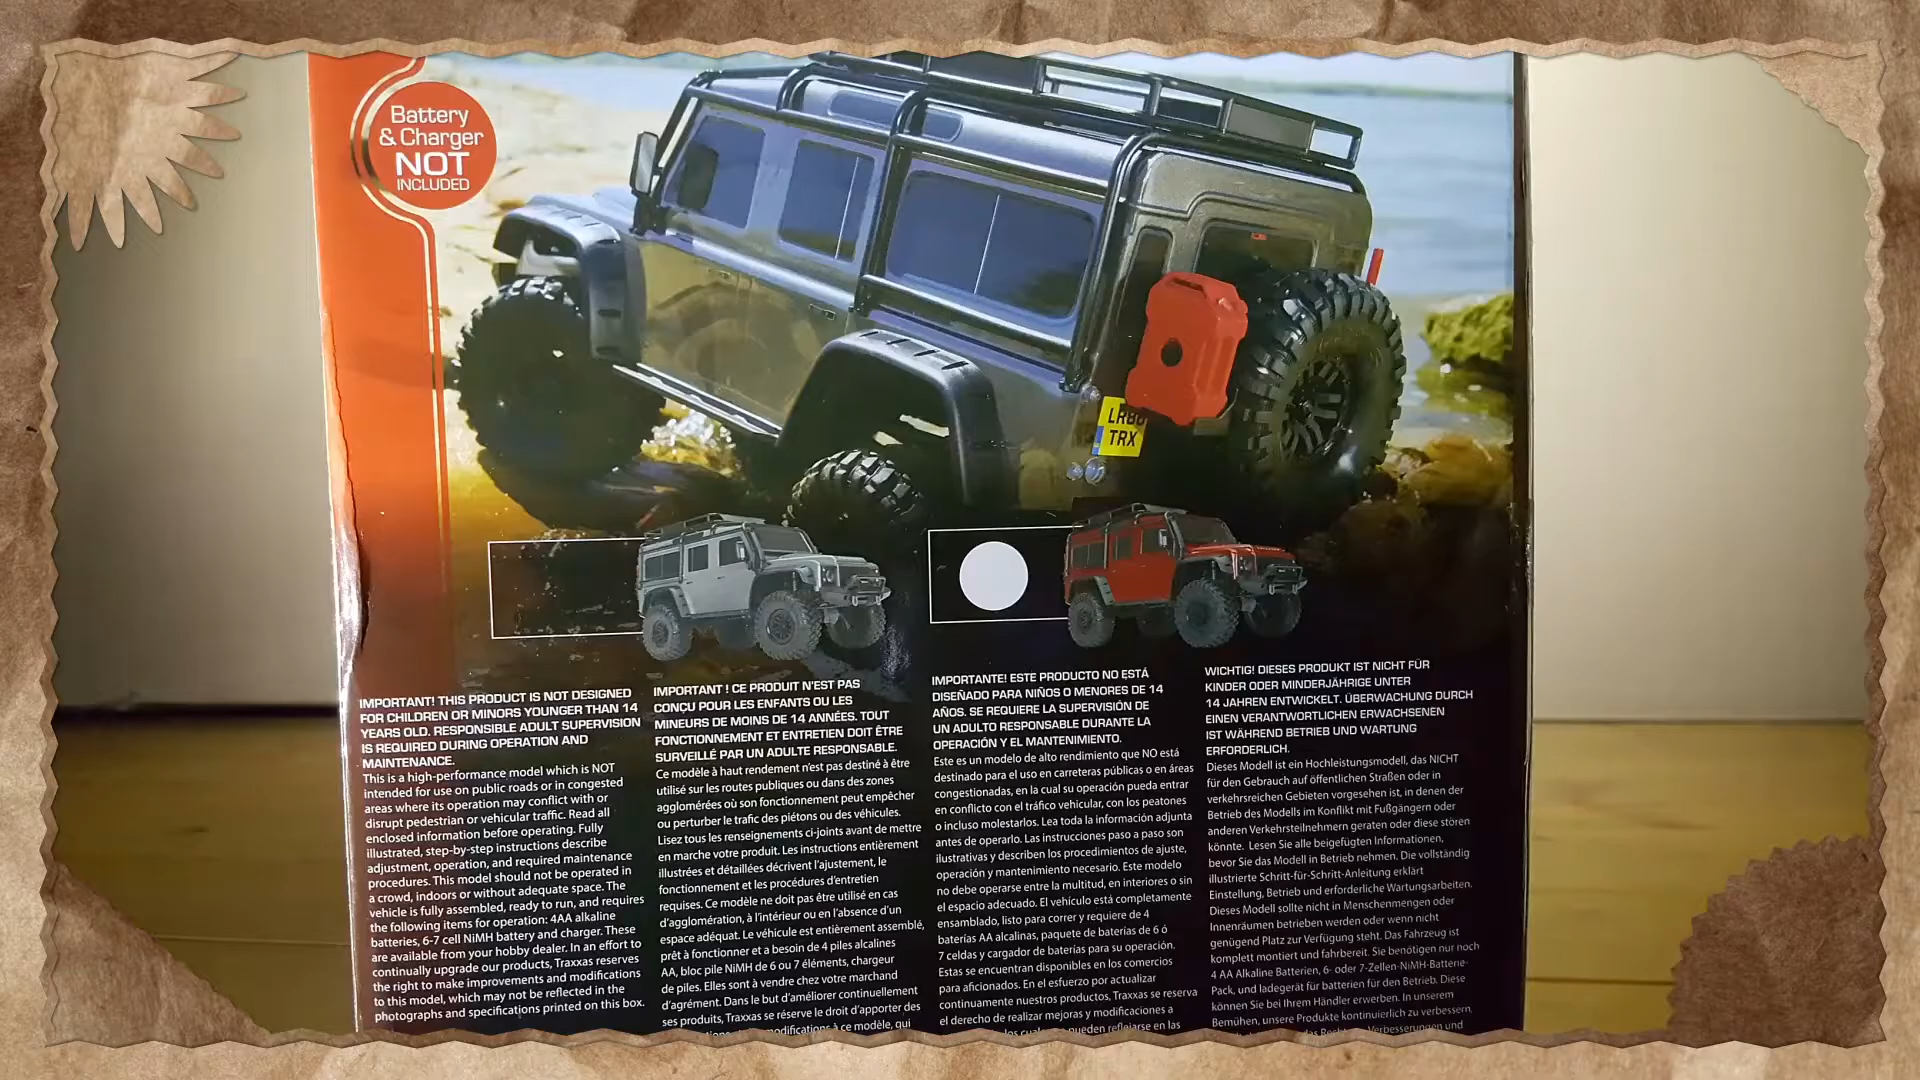 Battery
& Charger
NOT
INCLUDED
TRX
IMPORTANT! THIS PRODUCT IS NOT DESIGNED
FOR CHILDREN OR MINORS YOUNGER THAN 14
YEARS OLD. RESPONSIBLE ADULT SUPERVISION
IS REQUIRED DURING OPERATION AND
MAINTENANCE.
This is a high-performance model which is NOT
intended for use on public roads or in congested
areas where its operation may conflict with or
disrupt pedestrian or vehicular traffic. Read all
enclosed information before operating. Fully
illustrated, step-by-step instructions describe
adjustment, operation, and required maintenance
procedures. This model should not be operated in
a crowd, indoors or without adequate space. The
vehicle is fully assembled, ready to run, and requires
the following items for operation: 4AA alkaline
batteries, 6-7 cell NiMH battery and charger. These
are available from your hobby dealer. In an effort to
continually upgrade our products, Traxxas reserves
the right to make improvements and modifications
to this model, which may not be reflected in the
photographs and specifications printed on this box.
IMPORTANT ! CE PRODUIT N'EST PAS
CONÇU POUR LES ENFANTS OU LES
MINEURS DE MOINS DE 14 ANNÉES. TOUT
FONCTIONNEMENT ET ENTRETIEN DOIT ÊTRE
SURVEILLÉ PAR UN ADULTE RESPONSABLE.
Ce modèle à haut rendement n'est pas destiné à être
utilisé sur les routes publiques ou dans des zones
agglomérées où son fonctionnement peut empêcher
ou perturber le trafic des piétons ou des véhicules.
Lisez tous les renseignements ci-joints avant de mettre
en marche votre produit. Les instructions entièrement
illustrées et détaillées décrivent l'ajustement, le
fonctionnement et les procédures d'entretien
requises. Ce modèle ne doit pas être utilisé en cas
d'agglomération, à l'intérieur ou en l'absence d'un
espace adéquat. Le véhicule est entièrement assemblé,
prêt à fonctionner et a besoin de 4 piles alcalines
AA, bloc pile NiMH de 6 ou 7 éléments, chargeur
de piles. Elles sont à vendre chez votre marchand
d'agrément. Dans le but d'améliorer continuellement
ses produits, Traxxas se réserve le droit d'apporter des
modifications à ce modèle, qui
IMPORTANTE! ESTE PRODUCTO NO ESTÁ
DISEÑADO PARA NIÑOS O MENORES DE 14
AÑOS. SE REQUIERE LA SUPERVISIÓN DE
UN ADULTO RESPONSABLE DURANTE LA
OPERACIÓN Y EL MANTENIMIENTO.
Este es un modelo de alto rendimiento que NO está
destinado para el uso en carreteras públicas o en áreas
congestionadas, en la cual su operación pueda entrar
en conflicto con el tráfico vehicular, con los peatones
o incluso molestarlos. Lea toda la información adjunta
antes de operarlo. Las instrucciones paso a paso son
ilustrativas y describen los procedimientos de ajuste,
operación y mantenimiento necesario. Este modelo
no debe operarse entre la multitud, en interiores o sin
el espacio adecuado. El vehículo está completamente
ensamblado, listo para correr y requiere de 4
baterías AA alcalinas, paquete de baterías de 6 ó
7 celdas y cargador de baterías para su operación.
Estas se encuentran disponibles en los comercios
para aficionados. En el esfuerzo por actualizar
continuamente nuestros productos, Traxxas se reserva
el derecho de realizar mejoras y modificaciones a
pueden reflejarse en las
WICHTIG! DIESES PRODUKT IST NICHT FÜR
KINDER ODER MINDERJÄHRIGE UNTER
14 JAHREN ENTWICKELT. ÜBERWACHUNG DURCH
EINEN VERANTWORTLICHEN ERWACHSENEN
IST WÄHREND BETRIEB UND WARTUNG
ERFORDERLICH.
Dieses Modell ist ein Hochleistungsmodell, das NICHT
für den Gebrauch auf öffentlichen Straßen oder in
verkehrsreichen Gebieten vorgesehen ist, in denen der
Betrieb des Modells im Konflikt mit Fußgängern oder
anderen Verkehrsteilnehmern geraten oder diese stören
könnte. Lesen Sie alle beigefügten Informationen,
bevor Sie das Modell in Betrieb nehmen. Die vollständig
illustrierte Schritt-für-Schritt-Anleitung erklärt
Einstellung, Betrieb und erforderliche Wartungsarbeiten.
Dieses Modell sollte nicht in Menschenmengen oder
Innenräumen betrieben werden oder wenn nicht
genügend Platz zur Verfügung steht. Das Fahrzeug ist
komplett montiert und fahrbereit. Sie benötigen nur noch
4 AA Alkaline Batterien, 6- oder 7-Zellen-NiMH-Batterie-
Pack, und ladegerät für batterien für den Betrieb. Diese
können Sie bei Ihrem Händler erwerben. In unserem
Bemühen, unsere Produkte kontinuierlich zu verbessern,
Verbesserungen und